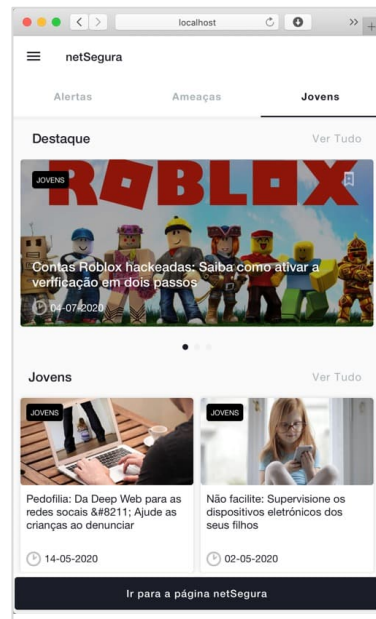 localhost
netSegura
Alertas Ameaças Jovens
Destaque Ver Tudo
JOVENS
ROBLOX
Contas Roblox hackeadas: Saiba como ativar a
verificação em dois passos
04-07-2020
Jovens Ver Tudo
JOVENS
Pedofilia: Da Deep Web para as
redes socais &#8211; Ajude as
crianças ao denunciar
14-05-2020
JOVENS
Não facilite: Supervisione os
dispositivos eletrónicos dos
seus filhos
02-05-2020
Ir para a página netSegura